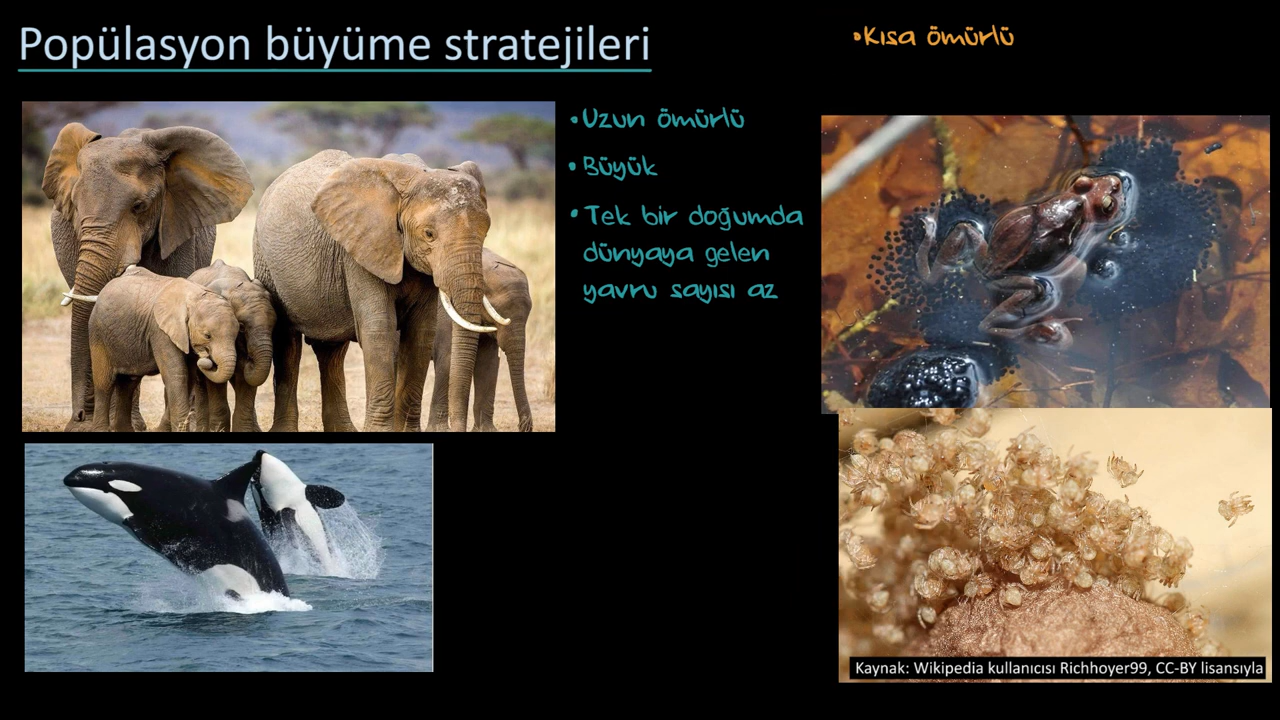 Popülasyon büyüme stratejileri
•Kısa ömürlü
•Uzun ömürlü
•Büyük
•Tek bir doğumda
dünyaya gelen
yavru sayısı az
Kaynak: Wikipedia kullanıcısı Richhoyer99, CC-BY lisansıyla